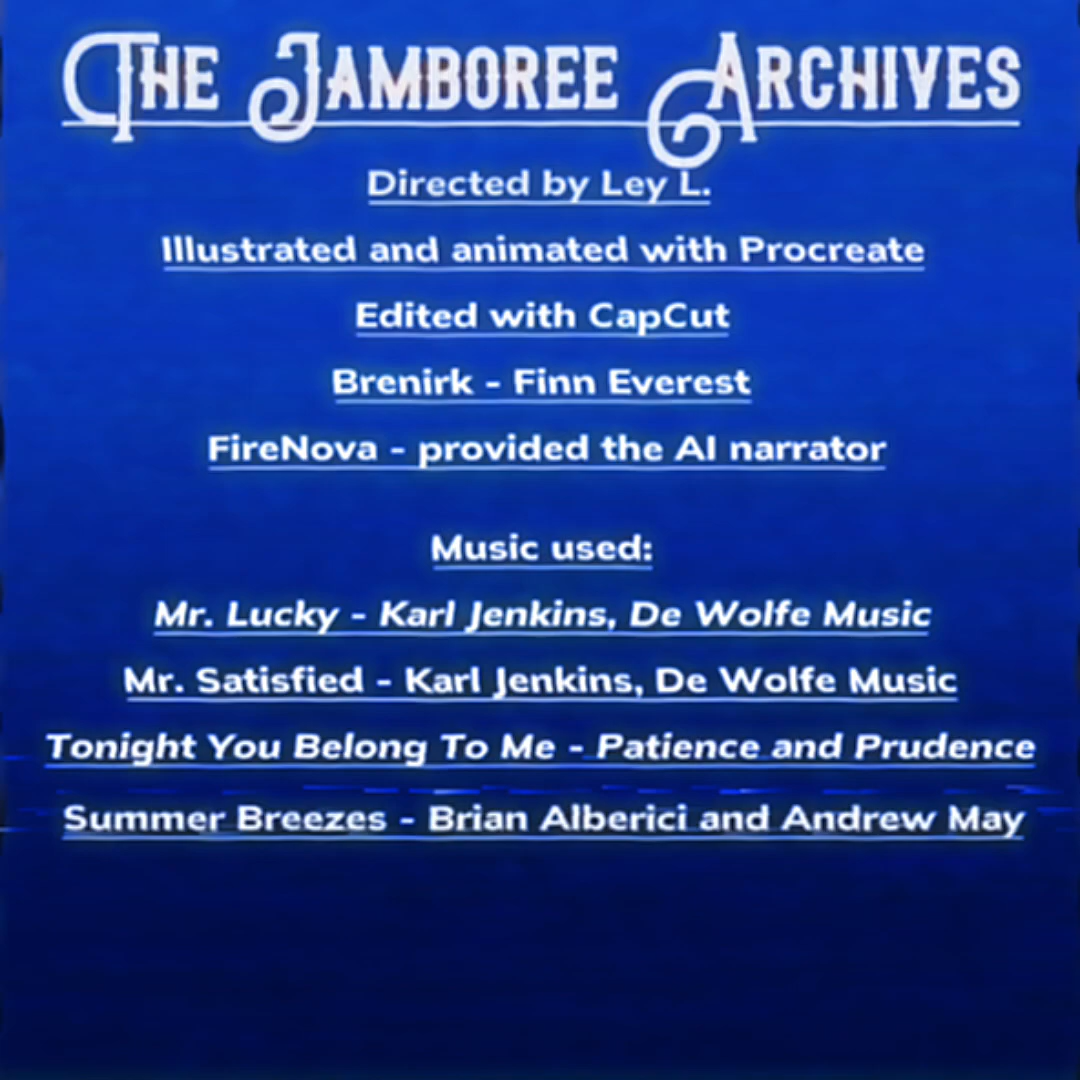 The Jamboree Archives
Directed by Ley L.
Illustrated and animated with Procreate
Edited with CapCut
Brenirk - Finn Everest
FireNova - provided the AI narrator
Music used:
Mr. Lucky - Karl Jenkins, De Wolfe Music
Mr. Satisfied - Karl Jenkins, De Wolfe Music
Tonight You Belong To Me - Patience and Prudence
Summer Breezes - Brian Alberici and Andrew May